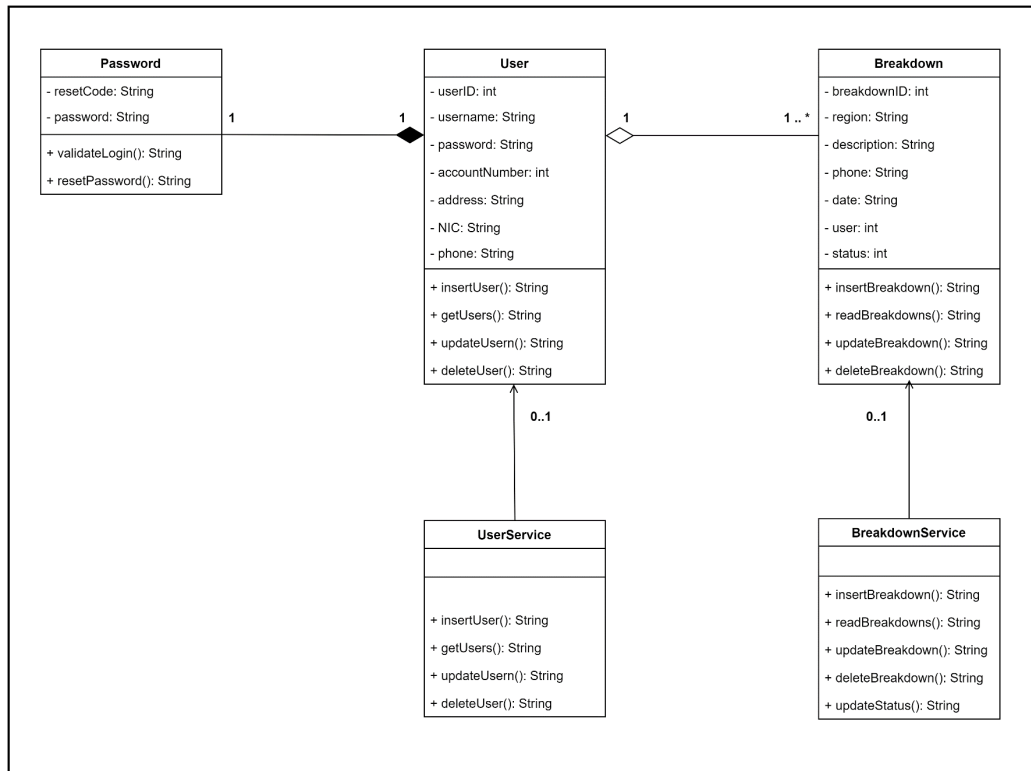 Password
- resetCode: String
- password: String
+ validateLogin(): String
+ resetPassword(): String
1
1
User
- userID: int
- username: String
- password: String
- accountNumber: int
- address: String
- NIC: String
- phone: String
+ insertUser(): String
+ getUsers(): String
+ updateUsern(): String
+ deleteUser(): String
1
1 .. *
Breakdown
- breakdownID: int
- region: String
- description: String
- phone: String
- date: String
- user: int
- status: int
+ insertBreakdown(): String
+ readBreakdowns(): String
+ updateBreakdown(): String
+ deleteBreakdown(): String
0..1
0..1
UserService
+ insertUser(): String
+ getUsers(): String
+ updateUsern(): String
+ deleteUser(): String
BreakdownService
+ insertBreakdown(): String
+ readBreakdowns(): String
+ updateBreakdown(): String
+ deleteBreakdown(): String
+ updateStatus(): String